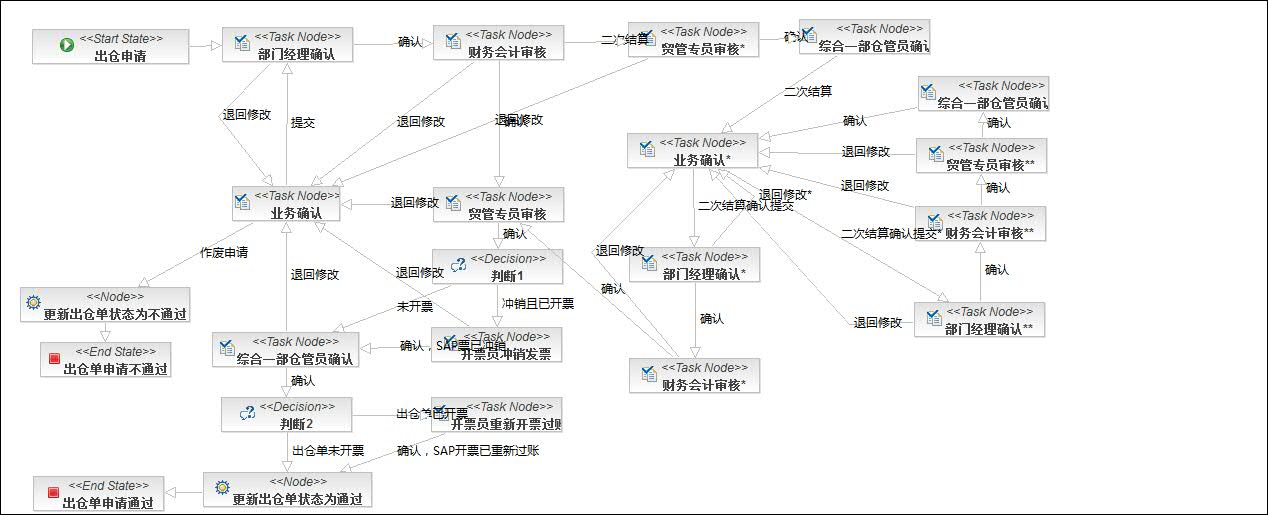 <<Start State>>
出仓申请
<<Task Node>>
部门经理确认
确认
<<Task Node>>
财务会计审核
二次结算
<<Task Node>>
贸管专员审核*
确认
<<Task Node>>
综合一部仓管员确认
退回修改
提交
退回修改
退回修改
确认
二次结算
<<Task Node>>
综合一部仓管员确认
确认
确认
<<Task Node>>
业务确认*
退回修改
<<Task Node>>
贸管专员审核**
退回修改
确认
<<Task Node>>
业务确认
退回修改
<<Task Node>>
贸管专员审核
退回修改*
二次结算确认提交
<<Task Node>>
财务会计审核**
二次结算确认提交*
确认
作废申请
确认
退回修改
<<Decision>>
判断1
<<Task Node>>
部门经理确认*
确认
退回修改
退回修改
确认
<<Node>>
更新出仓单状态为不通过
未开票
冲销且已开票
确认
退回修改
<<Task Node>>
部门经理确认**
<<End State>>
出仓单申请不通过
<<Task Node>>
综合一部仓管员确认
确认，SAP票已冲销
<<Task Node>>
开票员冲销发票
<<Task Node>>
财务会计审核*
确认
<<Decision>>
判断2
出仓单已开票
<<Task Node>>
开票员重新开票过账
出仓单未开票
确认，SAP开票已重新过账
<<End State>>
出仓单申请通过
<<Node>>
更新出仓单状态为通过